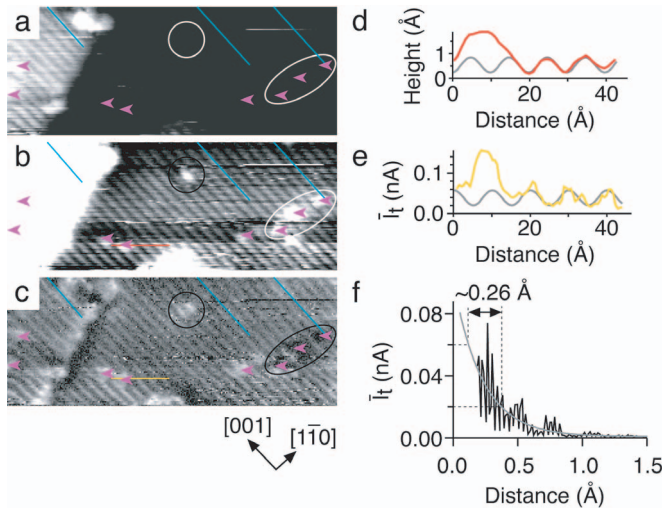 a
b
c
[001]
[11̅0]
d
Height (Å)
1
0
0 10 20 30 40
Distance (Å)
e
I̅t (nA)
0.1
0.0
0 10 20 30 40
Distance (Å)
f
~0.26 Å
I̅t (nA)
0.08
0.04
0.00
0.0 0.5 1.0 1.5
Distance (Å)